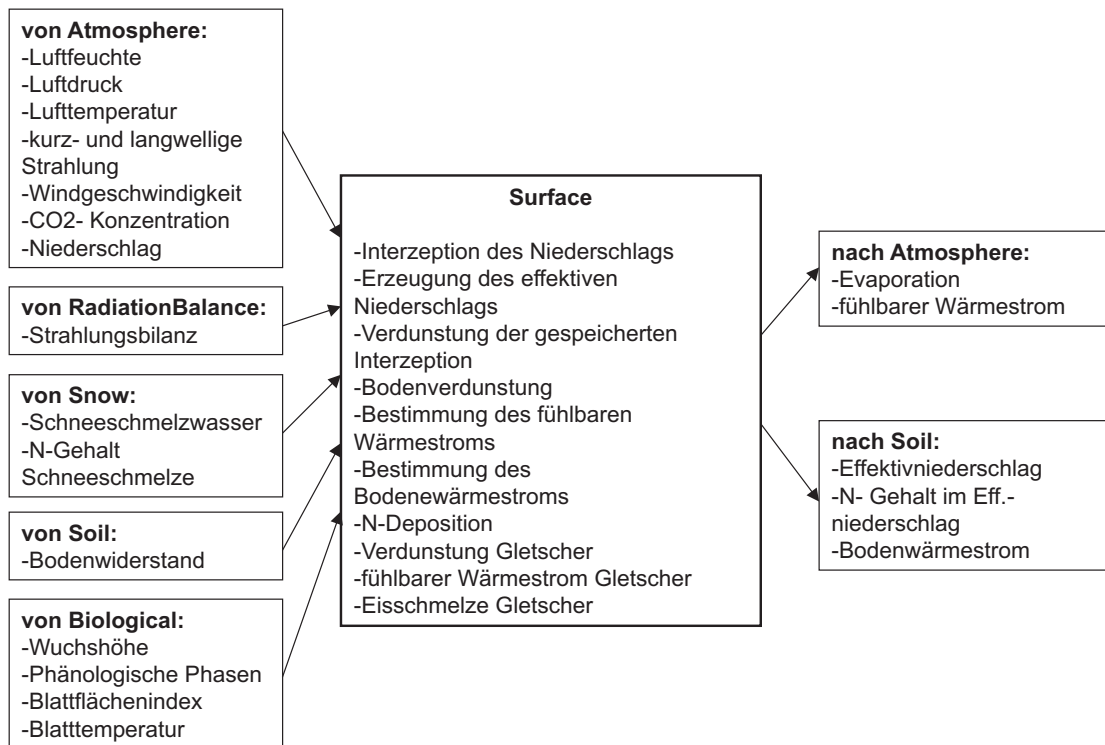 von Atmosphere:
-Luftfeuchte
-Luftdruck
-Lufttemperatur
-kurz- und langwellige
Strahlung
-Windgeschwindigkeit
-CO2- Konzentration
-Niederschlag
von RadiationBalance:
-Strahlungsbilanz
von Snow:
-Schneeschmelzwasser
-N-Gehalt
Schneeschmelze
von Soil:
-Bodenwiderstand
von Biological:
-Wuchshöhe
-Phänologische Phasen
-Blattflächenindex
-Blatttemperatur
Surface
-Interzeption des Niederschlags
-Erzeugung des effektiven
Niederschlags
-Verdunstung der gespeicherten
Interzeption
-Bodenverdunstung
-Bestimmung des fühlbaren
Wärmestroms
-Bestimmung des
Bodenewärmestroms
-N-Deposition
-Verdunstung Gletscher
-fühlbarer Wärmestrom Gletscher
-Eisschmelze Gletscher
nach Atmosphere:
-Evaporation
-fühlbarer Wärmestrom
nach Soil:
-Effektivniederschlag
-N- Gehalt im Eff.-
niederschlag
-Bodenwärmestrom